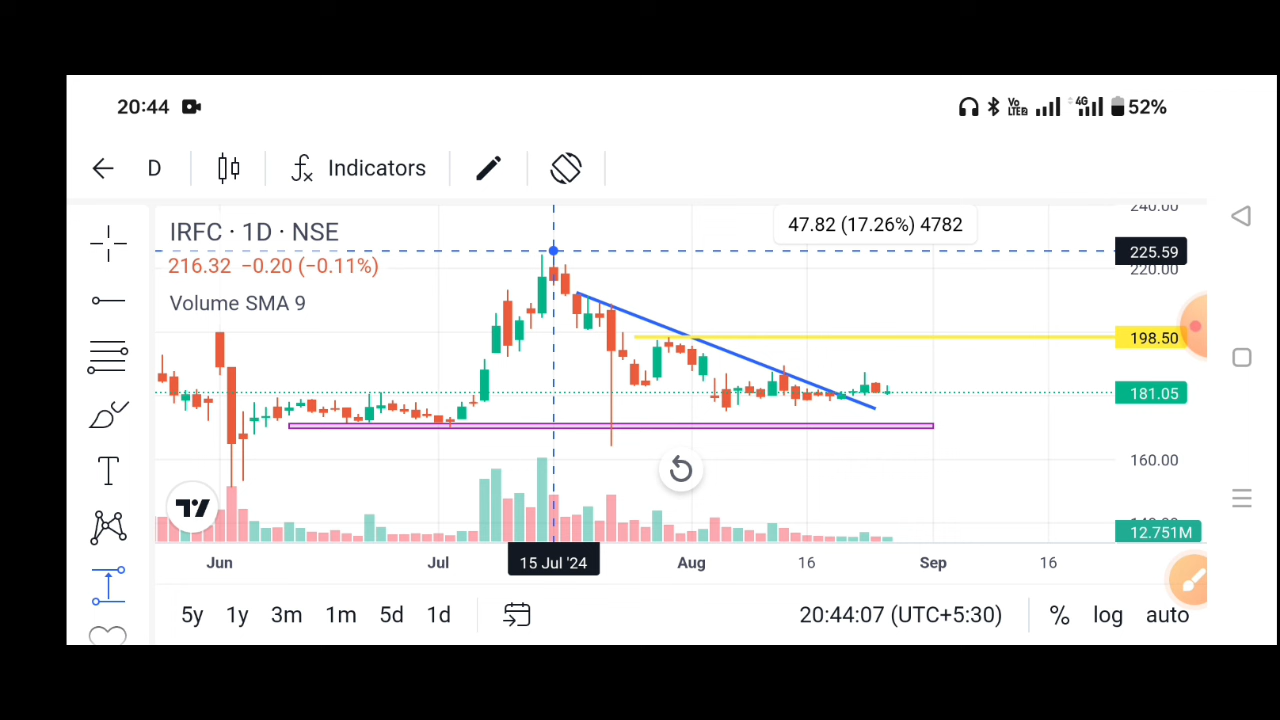 20:44 Vo LTE2 4G 52%
D Indicators
240.00
IRFC · 1D · NSE 47.82 (17.26%) 4782
225.59
216.32 −0.20 (−0.11%) 220.00
Volume SMA 9
198.50
181.05
T 160.00
12.751M
Jun Jul 15 Jul '24 Aug 16 Sep 16
5y 1y 3m 1m 5d 1d 20:44:07 (UTC+5:30) % log auto